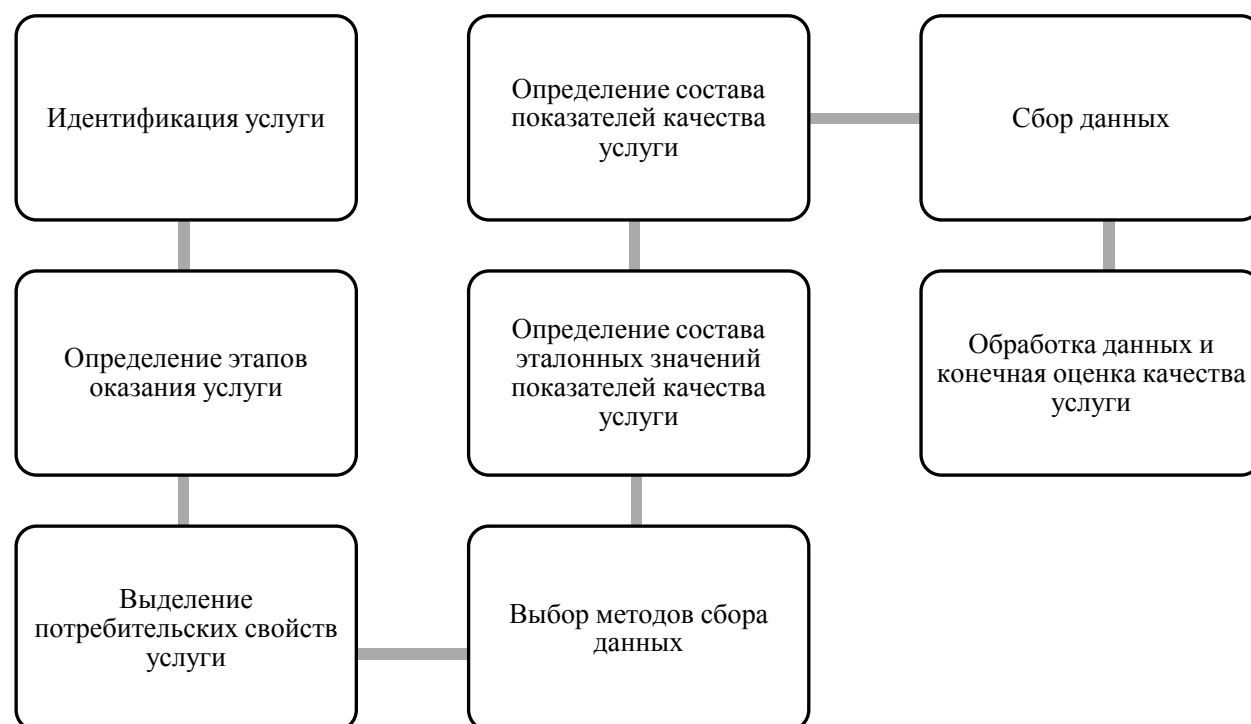 Идентификация услуги
Определение этапов
оказания услуги
Выделение
потребительских свойств
услуги
Выбор методов сбора
данных
Определение состава
эталонных значений
показателей качества
услуги
Определение состава
показателей качества
услуги
Сбор данных
Обработка данных и
конечная оценка качества
услуги